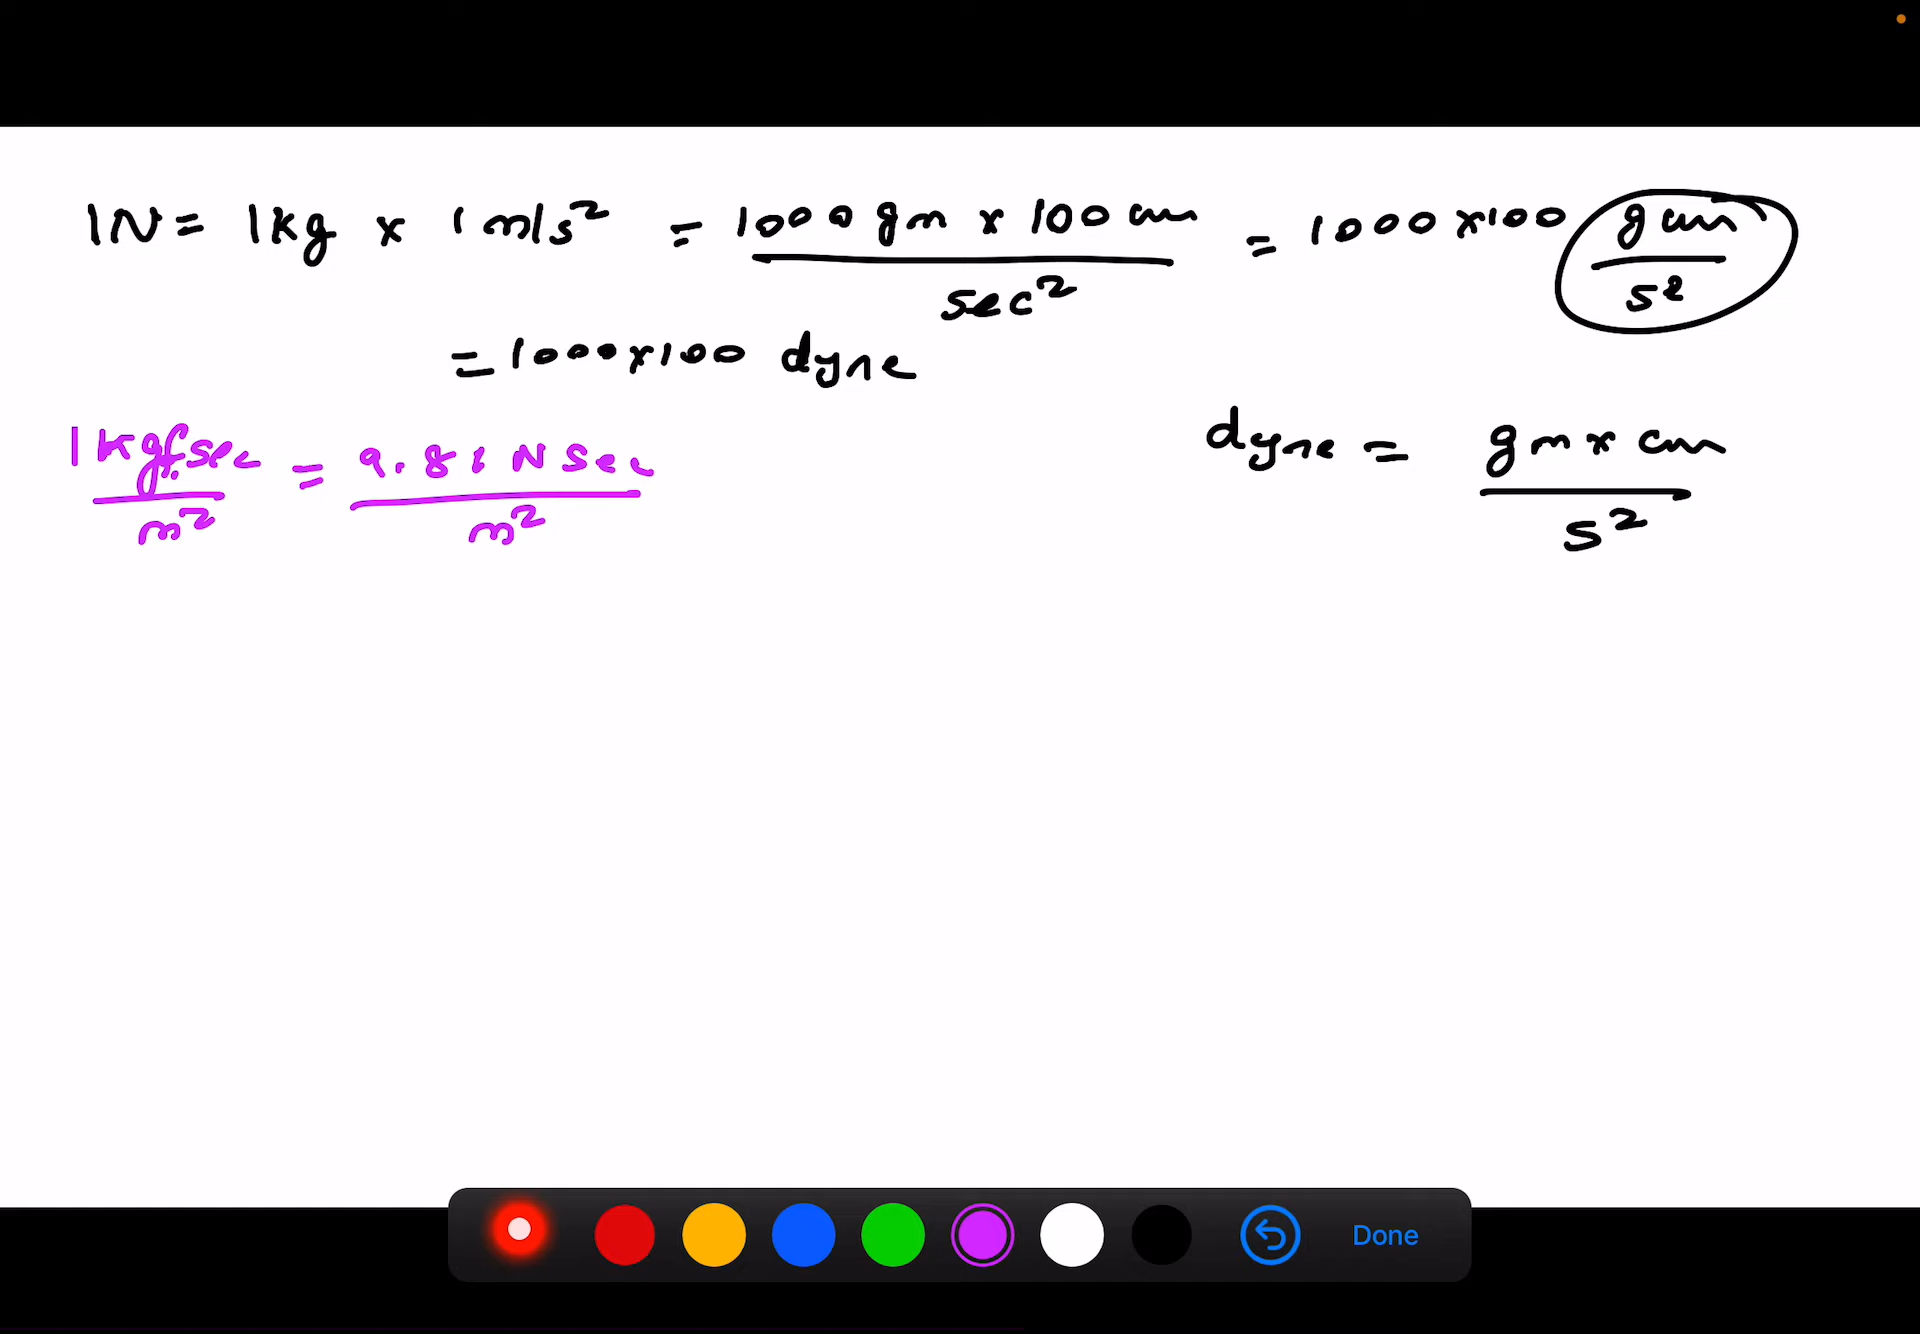 1N = 1kg x 1 m/s² = 1000 gm x 100 cm / sec² = 1000 x 100 g cm / s²
= 1000 x 100 dyne
1 kgf sec / m² = 9.81 N sec / m²
dyne = gm x cm / s²
Done